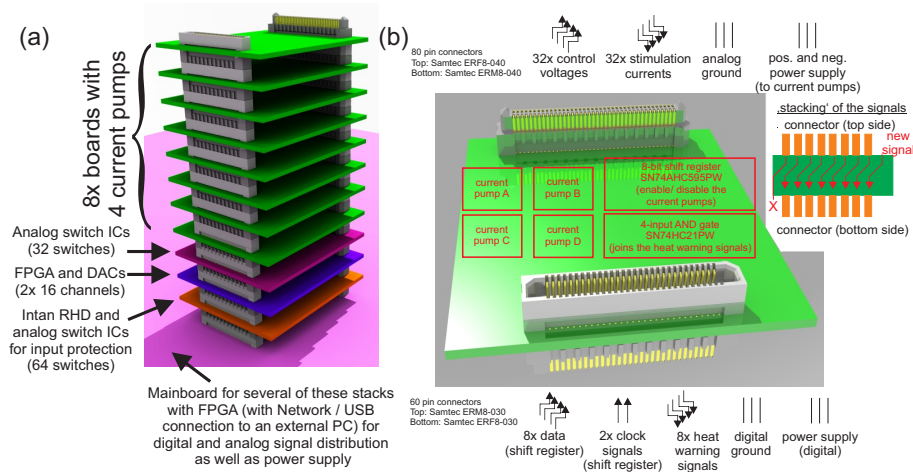 (a)
8x boards with
4 current pumps
Analog switch ICs
(32 switches)
FPGA and DACs
(2x 16 channels)
Intan RHD and
analog switch ICs
for input protection
(64 switches)
Mainboard for several of these stacks
with FPGA (with Network / USB
connection to an external PC) for
digital and analog signal distribution
as well as power supply
(b)
80 pin connectors
Top: Samtec ERF8-040
Bottom: Samtec ERM8-040
32x control
voltages
32x stimulation
currents
analog
ground
pos. and neg.
power supply
(to current pumps)
‚stacking‘ of the signals
connector (top side)
new
signal
X
connector (bottom side)
current
pump A
current
pump B
8-bit shift register
SN74AHC595PW
(enable/ disable the
current pumps)
current
pump C
current
pump D
4-input AND gate
SN74HC21PW
(joins the heat warning signals)
60 pin connectors
Top: Samtec ERM8-030
Bottom: Samtec ERF8-030
8x data
(shift register)
2x clock
signals
(shift register)
8x heat
warning
signals
digital
ground
power supply
(digital)